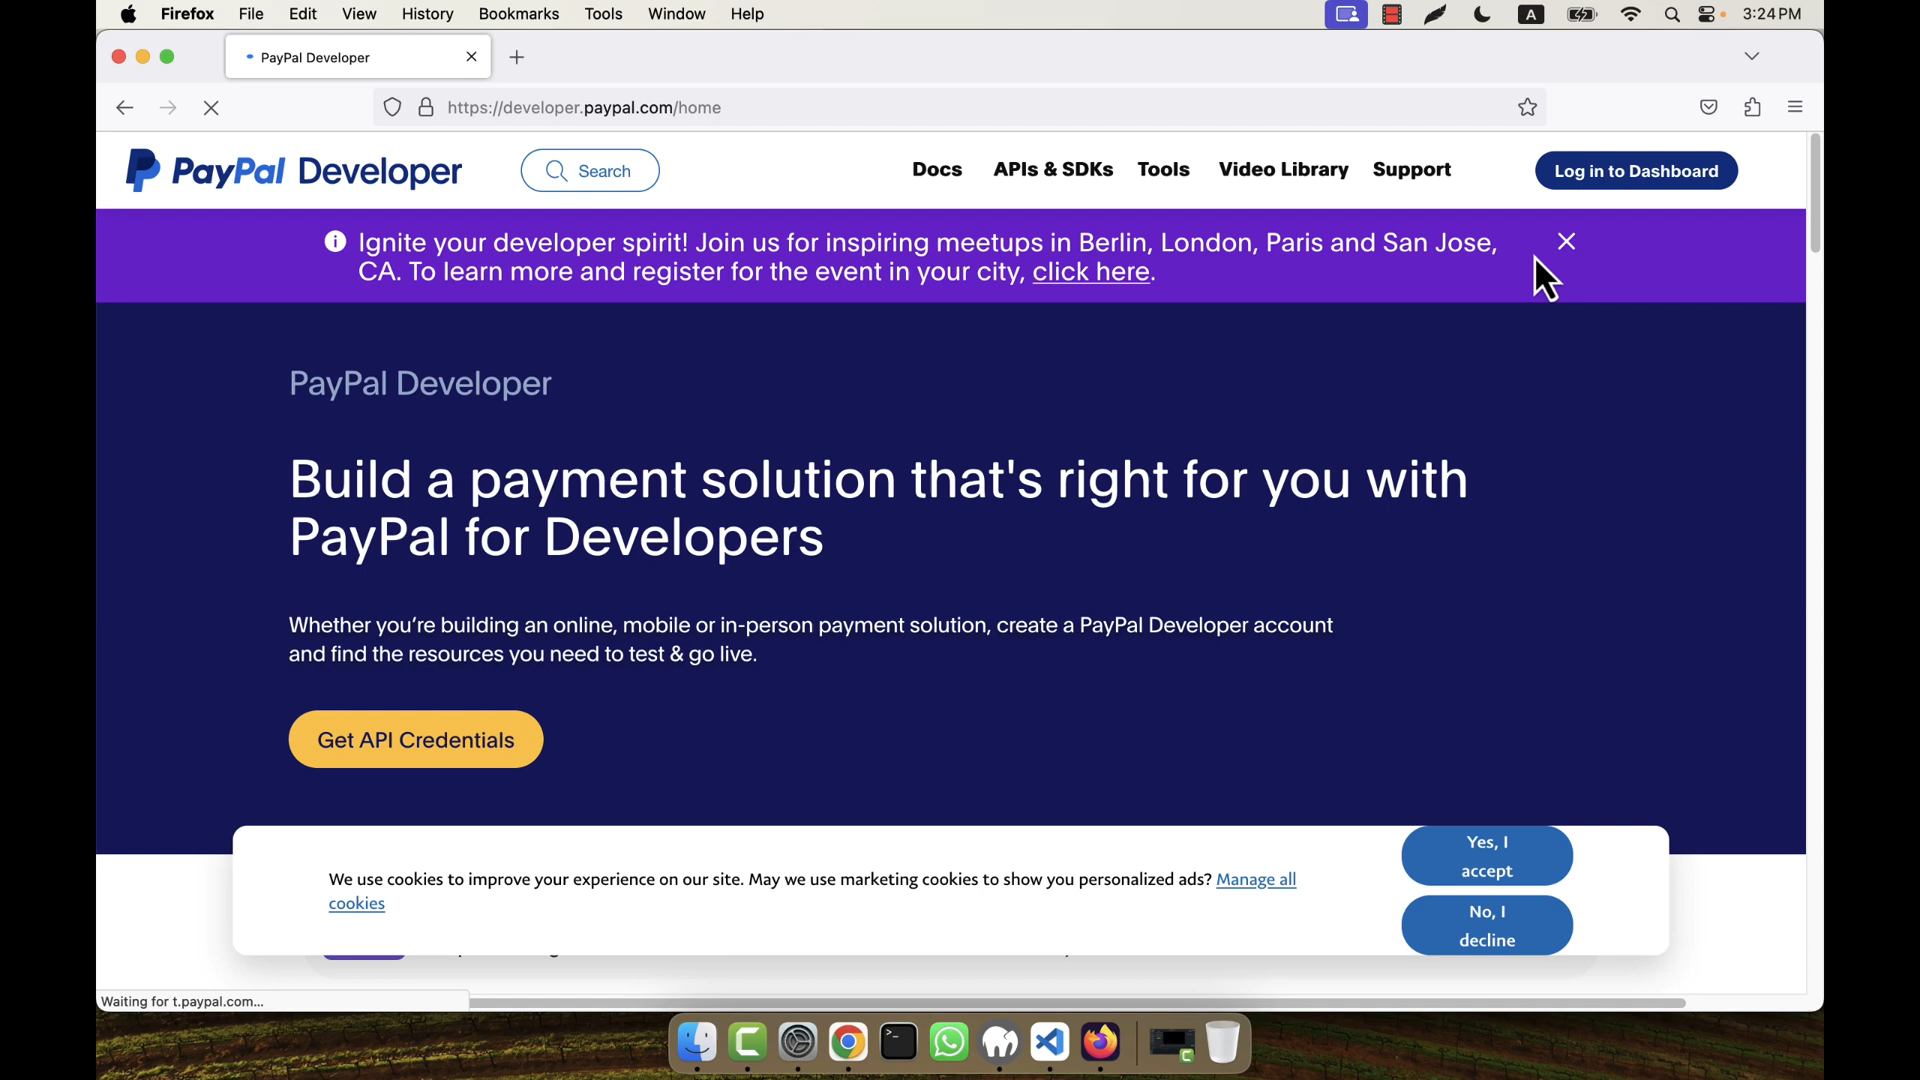 Firefox File Edit View History Bookmarks Tools Window Help
A
3:24 PM
PayPal Developer
https://developer.paypal.com/home
PayPal Developer
Search
Docs APIs & SDKs Tools Video Library Support
Log in to Dashboard
Ignite your developer spirit! Join us for inspiring meetups in Berlin, London, Paris and San Jose,
CA. To learn more and register for the event in your city, click here.
PayPal Developer
Build a payment solution that's right for you with
PayPal for Developers
Whether you’re building an online, mobile or in-person payment solution, create a PayPal Developer account
and find the resources you need to test & go live.
Get API Credentials
We use cookies to improve your experience on our site. May we use marketing cookies to show you personalized ads? Manage all
cookies
Yes, I
accept
No, I
decline
Waiting for t.paypal.com...